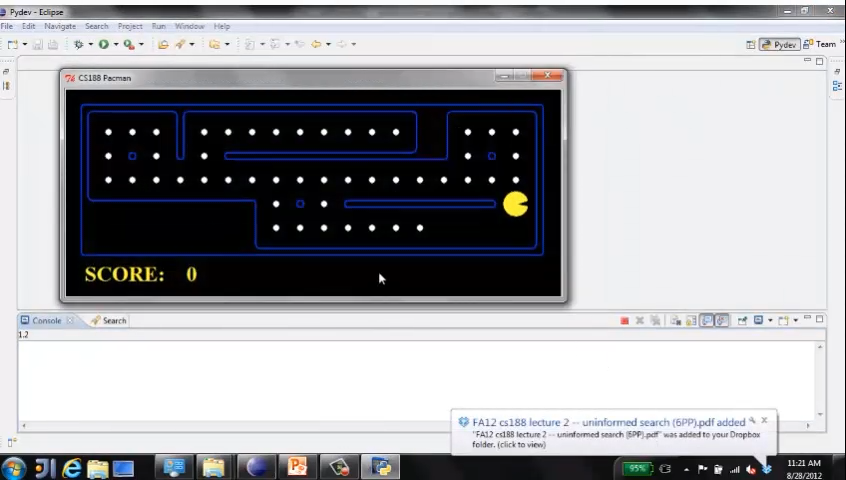 Pydev - Eclipse
File Edit Navigate Search Project Run Window Help
Pydev Team
CS188 Pacman
SCORE: 0
Console Search
1.2
FA12 cs188 lecture 2 -- uninformed search (6PP).pdf added
"FA12 cs188 lecture 2 -- uninformed search (6PP).pdf" was added to your Dropbox
folder. (click to view)
95%
11:21 AM
8/28/2012